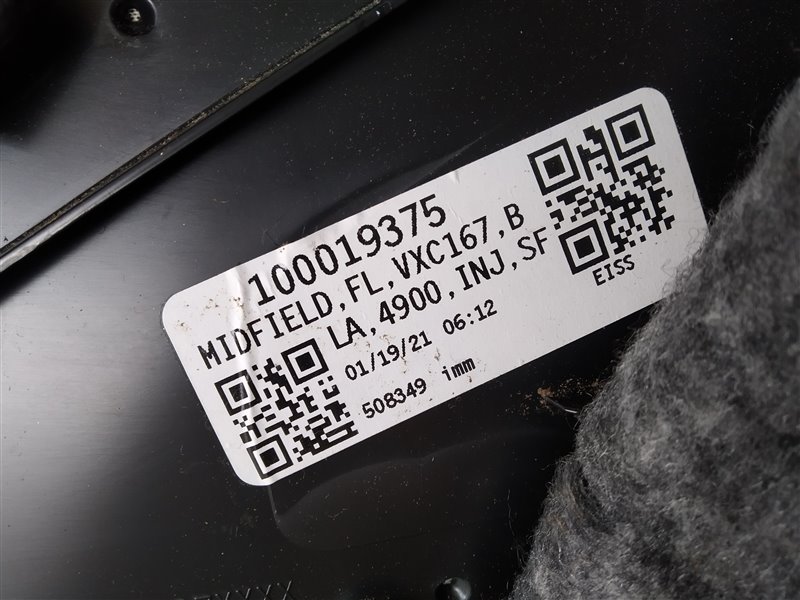 100019375
MIDFIELD,FL,VXC167,B
LA,4900,INJ,SF
01/19/21 06:12
508349 imm
EISS